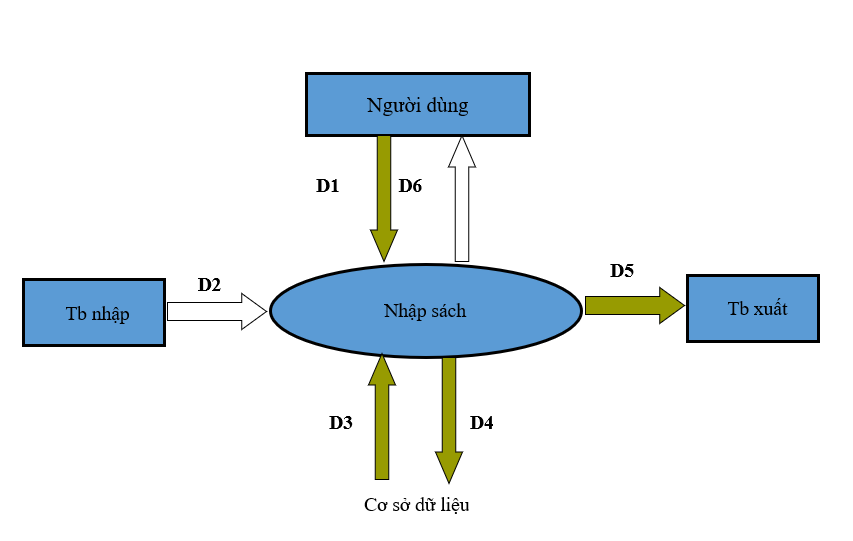 Người dùng
D1
D6
D2
D5
Tb nhập
Nhập sách
Tb xuất
D3
D4
Cơ sở dữ liệu